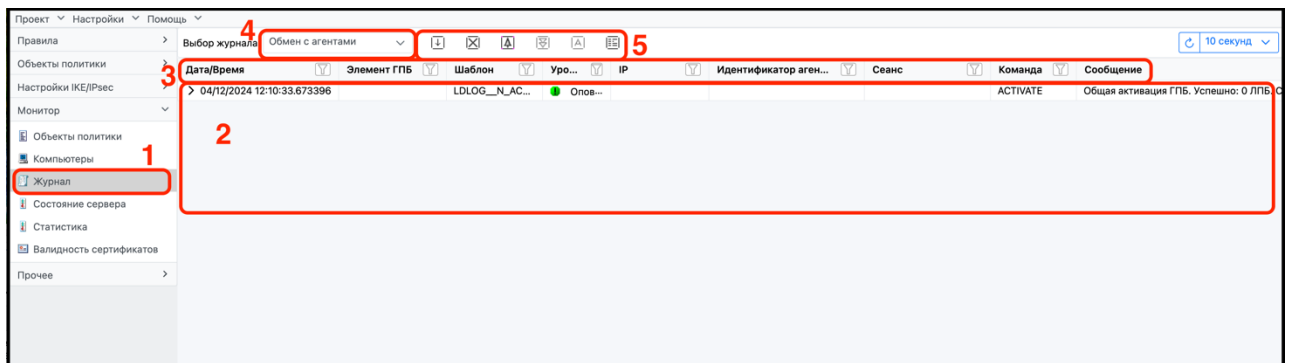 Проект Настройки Помощь
Правила
Объекты политики
Настройки IKE/IPsec
Монитор
Объекты политики
Компьютеры
1
Журнал
Состояние сервера
Статистика
Валидность сертификатов
Прочее
4
Выбор журнала Обмен с агентами
5
10 секунд
3
Дата/Время Элемент ГПБ Шаблон Уро... IP Идентификатор аген... Сеанс Команда Сообщение
04/12/2024 12:10:33.673396 LDLOG__N_AC... Опов... ACTIVATE Общая активация ГПБ. Успешно: 0 ЛПБ. С
2